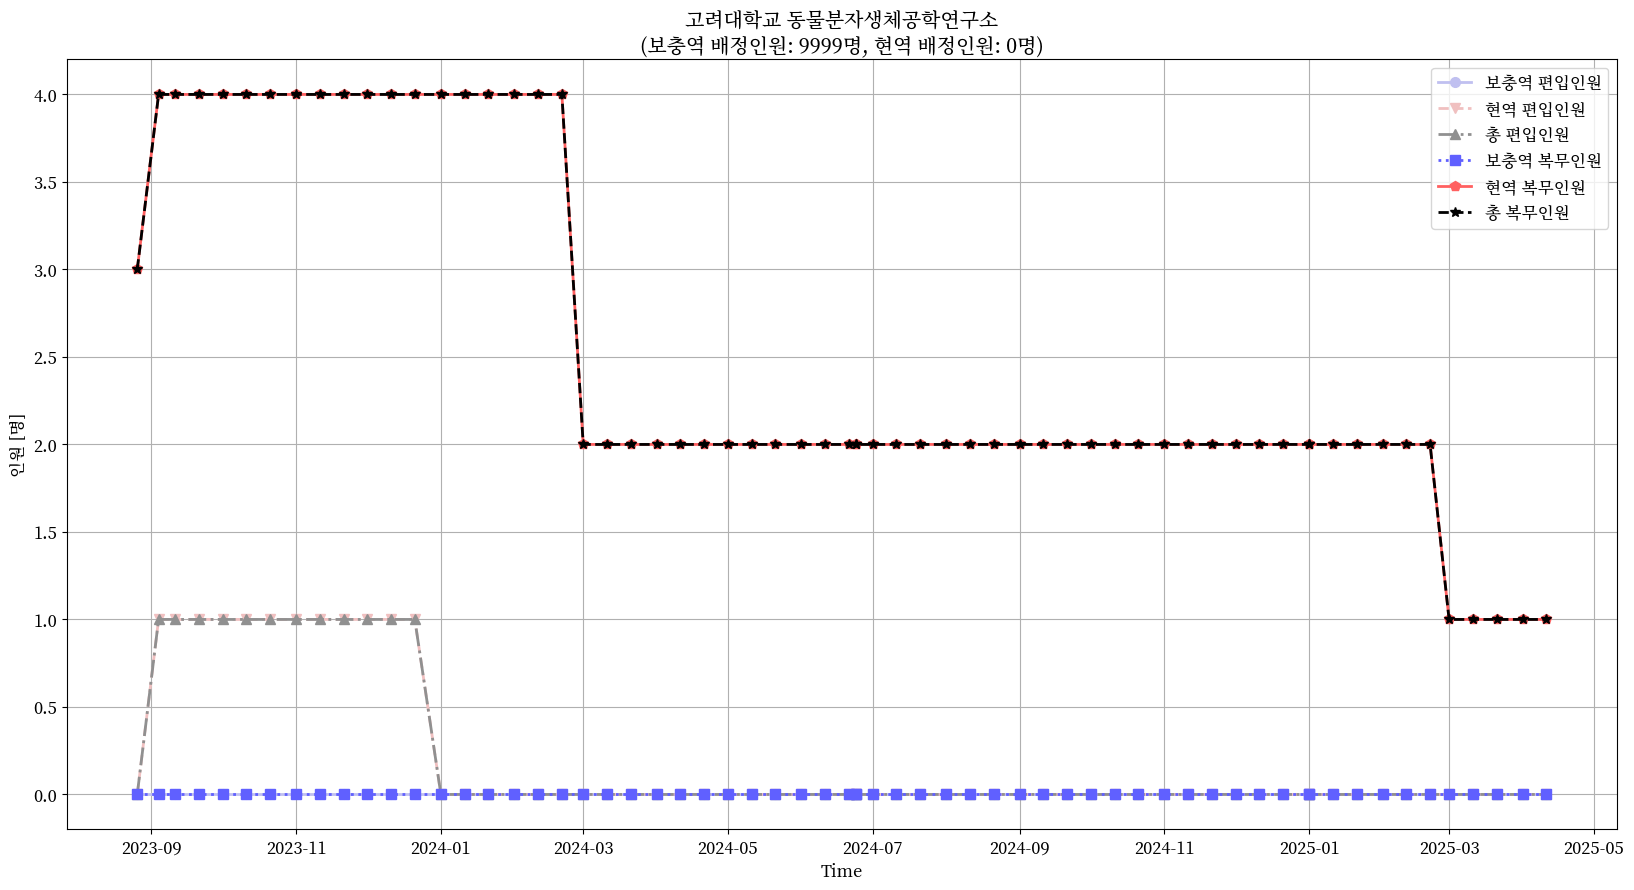 고려대학교 동물분자생체공학연구소
(보충역 배정인원: 9999명, 현역 배정인원: 0명)
보충역 편입인원
현역 편입인원
총 편입인원
보충역 복무인원
현역 복무인원
총 복무인원
4.0
3.5
3.0
2.5
2.0
1.5
1.0
0.5
0.0
인원 [명]
2023-09 2023-11 2024-01 2024-03 2024-05 2024-07 2024-09 2024-11 2025-01 2025-03 2025-05
Time